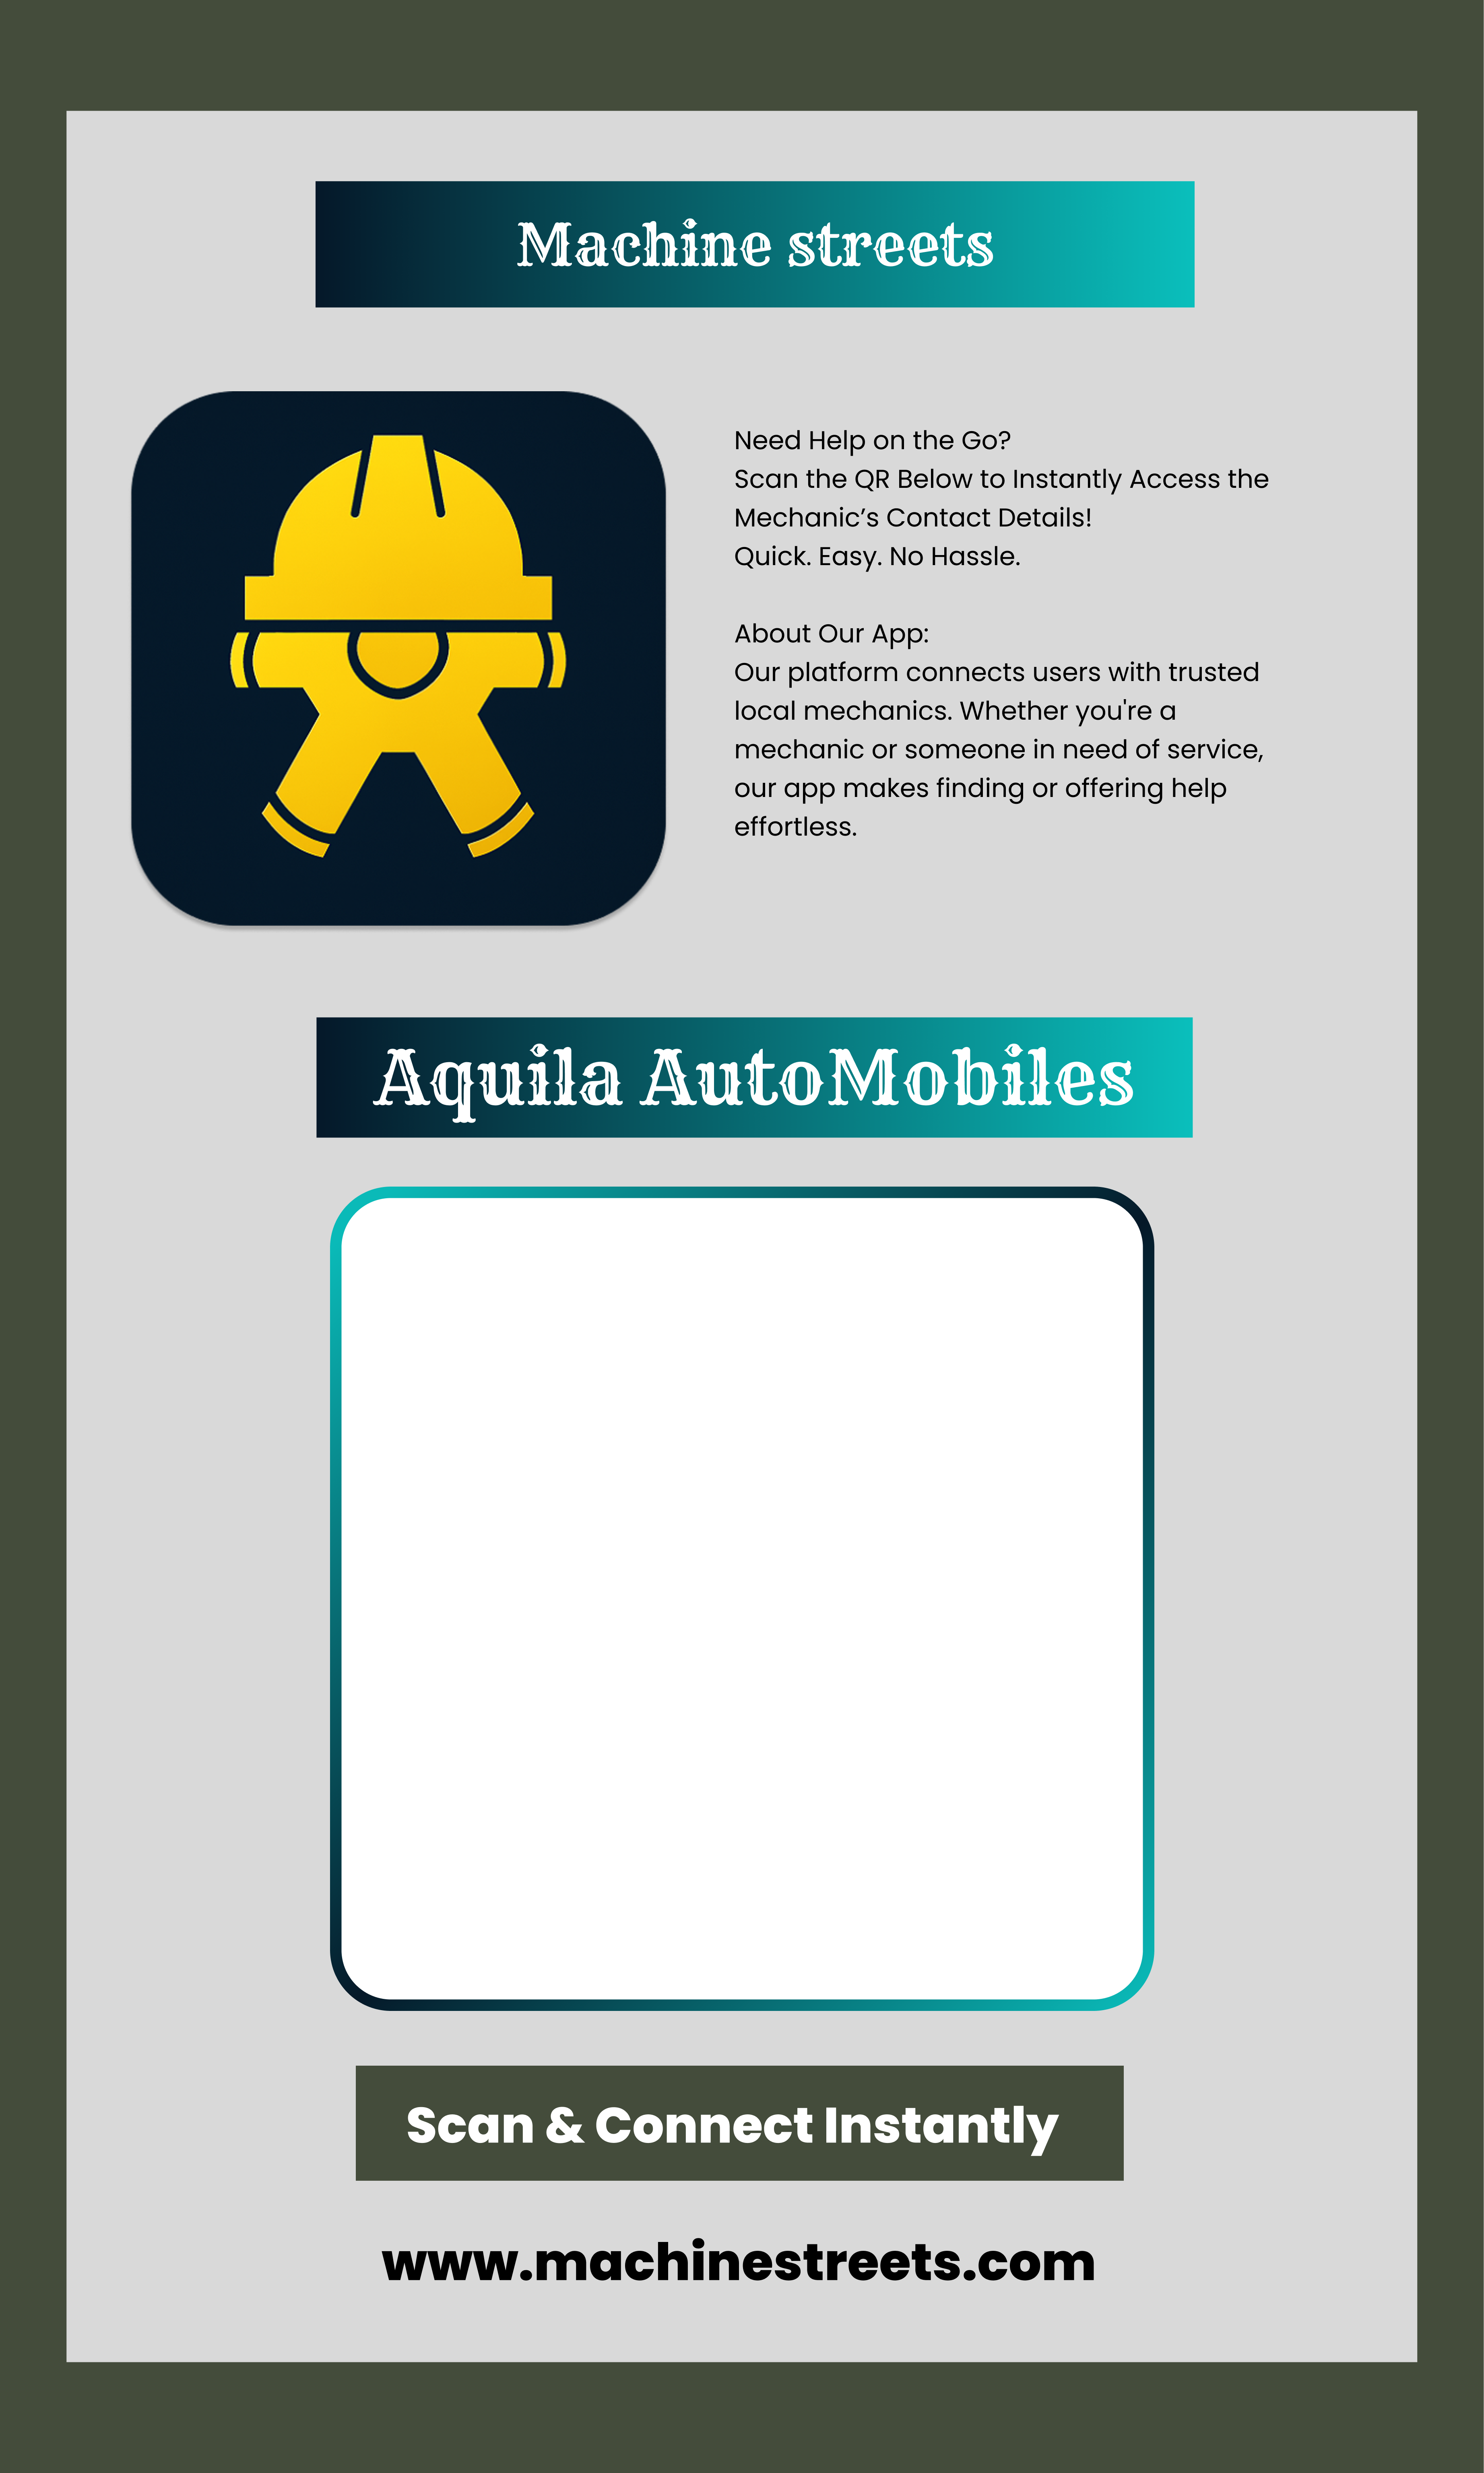 Machine streets
Need Help on the Go?
Scan the QR Below to Instantly Access the
Mechanic’s Contact Details!
Quick. Easy. No Hassle.
About Our App:
Our platform connects users with trusted
local mechanics. Whether you're a
mechanic or someone in need of service,
our app makes finding or offering help
effortless.
Aquila AutoMobiles
Scan & Connect Instantly
www.machinestreets.com